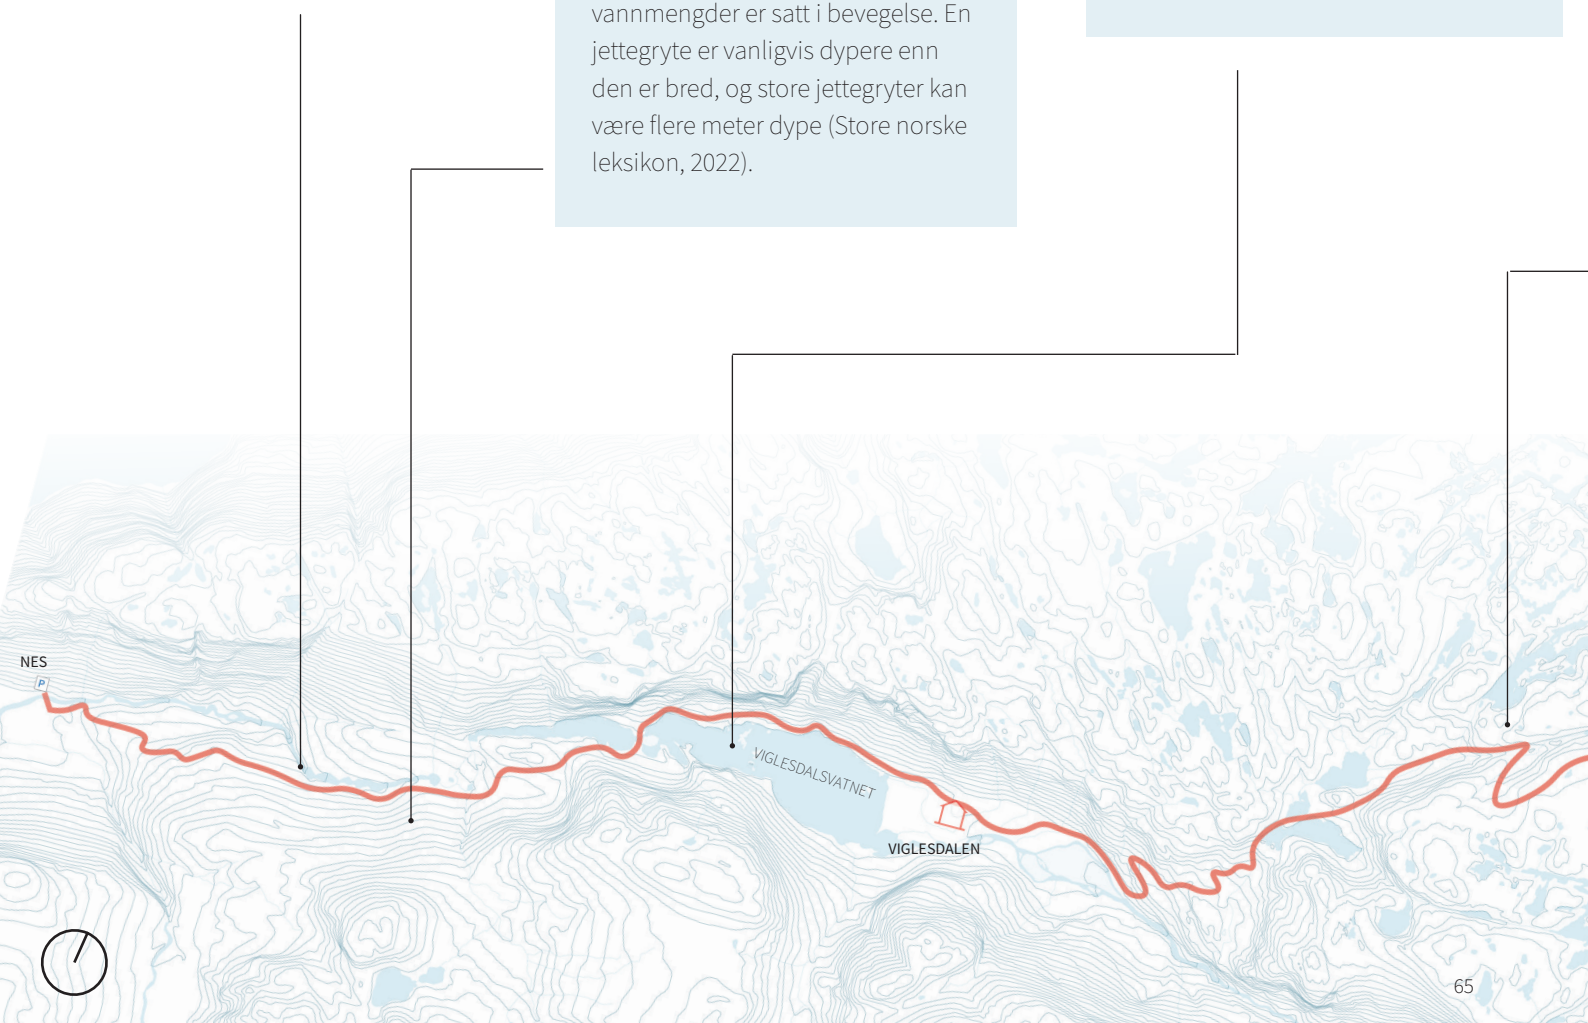 vannmengder er satt i bevegelse. En
jettegryte er vanligvis dypere enn
den er bred, og store jettegryter kan
være flere meter dype (Store norske
leksikon, 2022).
NES
P
VIGLESDALSVATNET
VIGLESDALEN
65